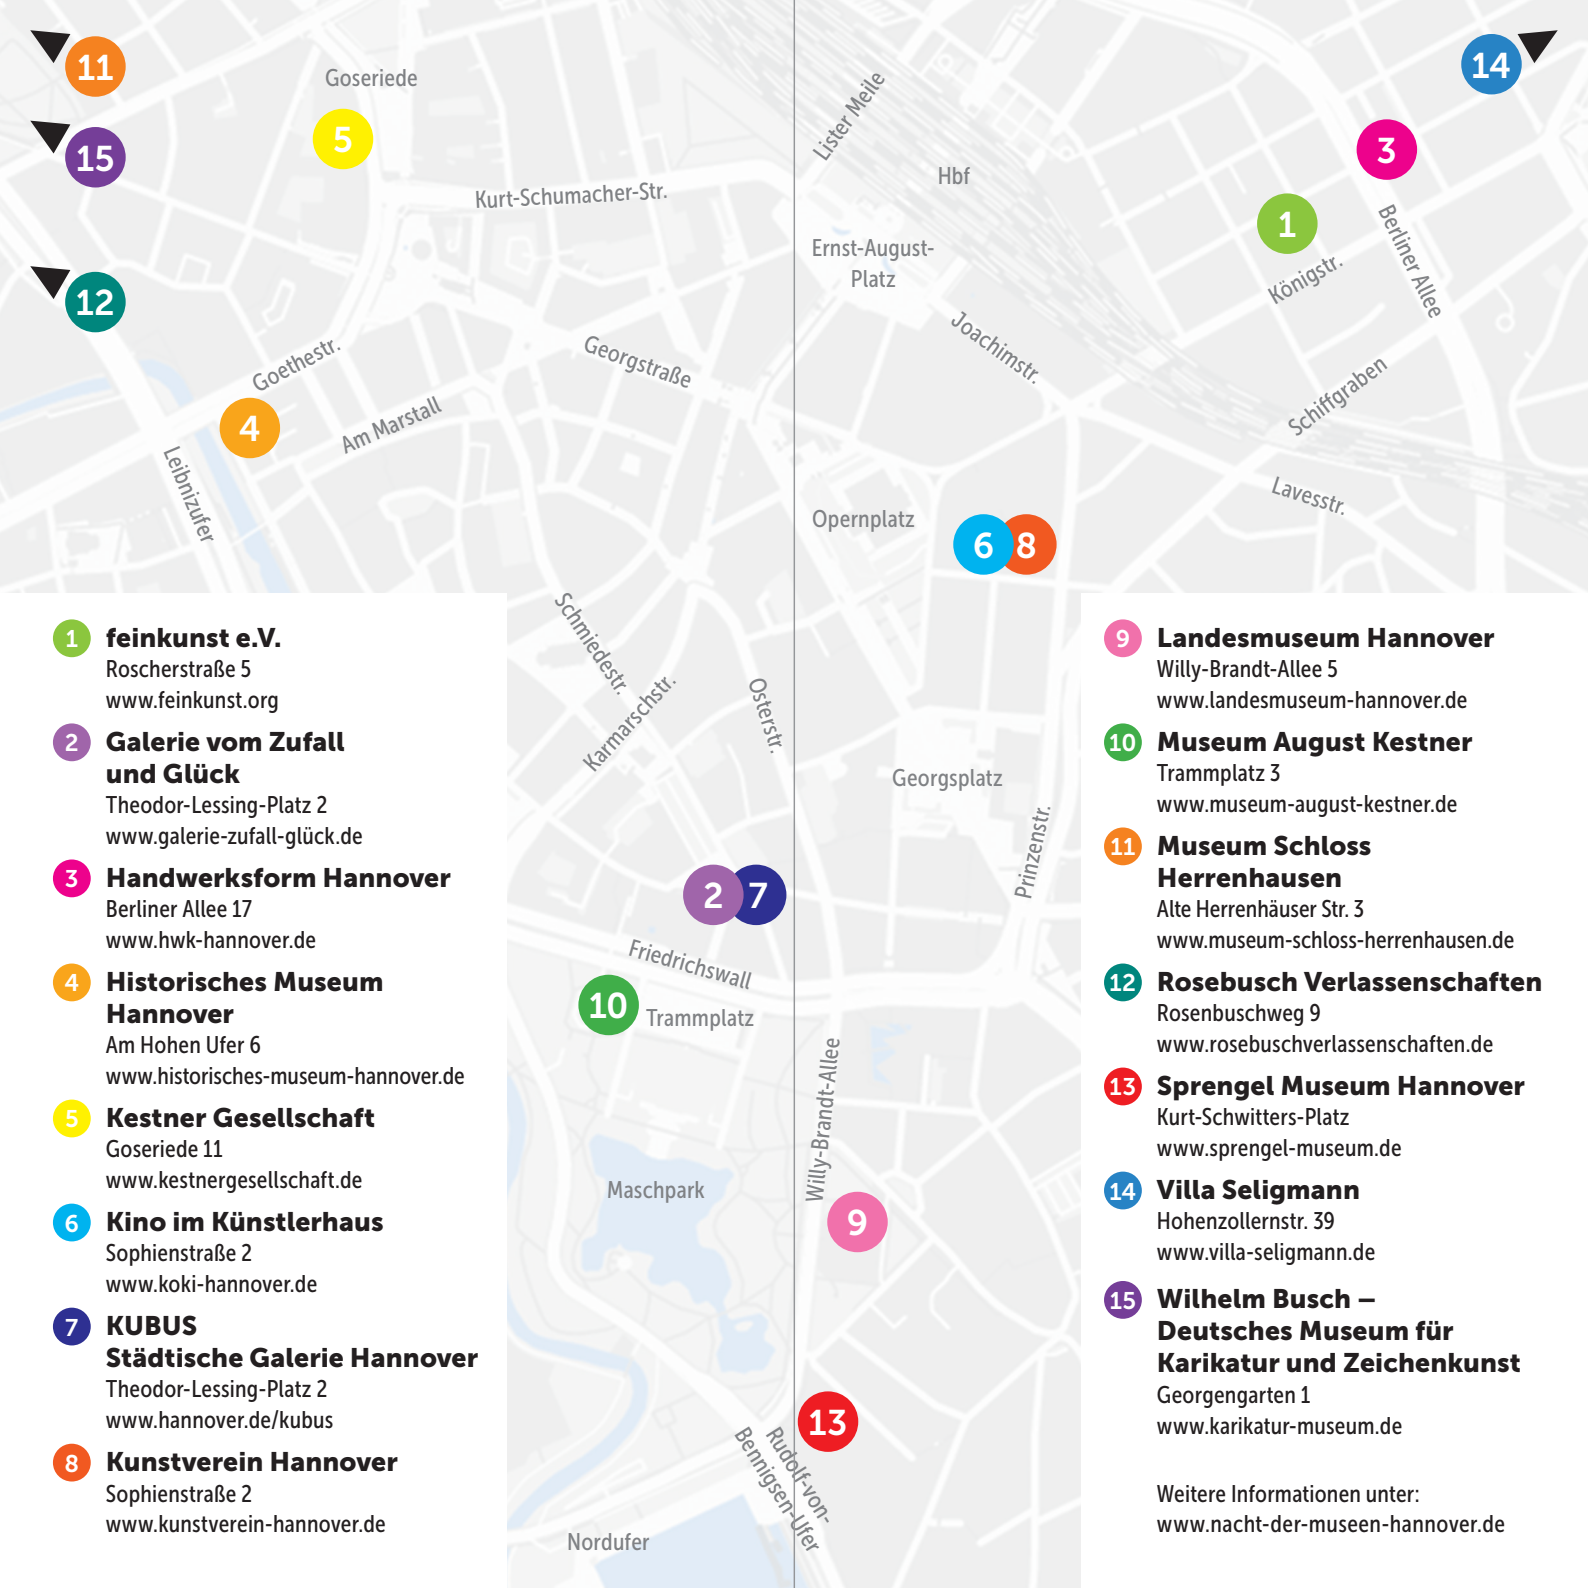 11
Goseriede
14
5
Lister Meile
3
15
Hbf
Kurt-Schumacher-Str.
1
Berliner Allee
Ernst-August-
Platz
Königstr.
12
Joachimstr.
Goethestr.
Georgstraße
Am Marstall
Schiffgraben
4
Leibnizufer
Lavesstr.
Opernplatz
6
8
Schmiedestr.
Karmarschstr.
Osterstr.
Georgsplatz
Prinzenstr.
2
7
Friedrichswall
10
Trammplatz
Willy-Brandt-Allee
Maschpark
9
13
Rudolf-von-
Bennigsen-Ufer
Nordufer
1 feinkunst e.V.
Roscherstraße 5
www.feinkunst.org
2 Galerie vom Zufall
und Glück
Theodor-Lessing-Platz 2
www.galerie-zufall-glück.de
3 Handwerksform Hannover
Berliner Allee 17
www.hwk-hannover.de
4 Historisches Museum
Hannover
Am Hohen Ufer 6
www.historisches-museum-hannover.de
5 Kestner Gesellschaft
Goseriede 11
www.kestnergesellschaft.de
6 Kino im Künstlerhaus
Sophienstraße 2
www.koki-hannover.de
7 KUBUS
Städtische Galerie Hannover
Theodor-Lessing-Platz 2
www.hannover.de/kubus
8 Kunstverein Hannover
Sophienstraße 2
www.kunstverein-hannover.de
9 Landesmuseum Hannover
Willy-Brandt-Allee 5
www.landesmuseum-hannover.de
10 Museum August Kestner
Trammplatz 3
www.museum-august-kestner.de
11 Museum Schloss
Herrenhausen
Alte Herrenhäuser Str. 3
www.museum-schloss-herrenhausen.de
12 Rosebusch Verlassenschaften
Rosenbuschweg 9
www.rosebuschverlassenschaften.de
13 Sprengel Museum Hannover
Kurt-Schwitters-Platz
www.sprengel-museum.de
14 Villa Seligmann
Hohenzollernstr. 39
www.villa-seligmann.de
15 Wilhelm Busch –
Deutsches Museum für
Karikatur und Zeichenkunst
Georgengarten 1
www.karikatur-museum.de
Weitere Informationen unter:
www.nacht-der-museen-hannover.de